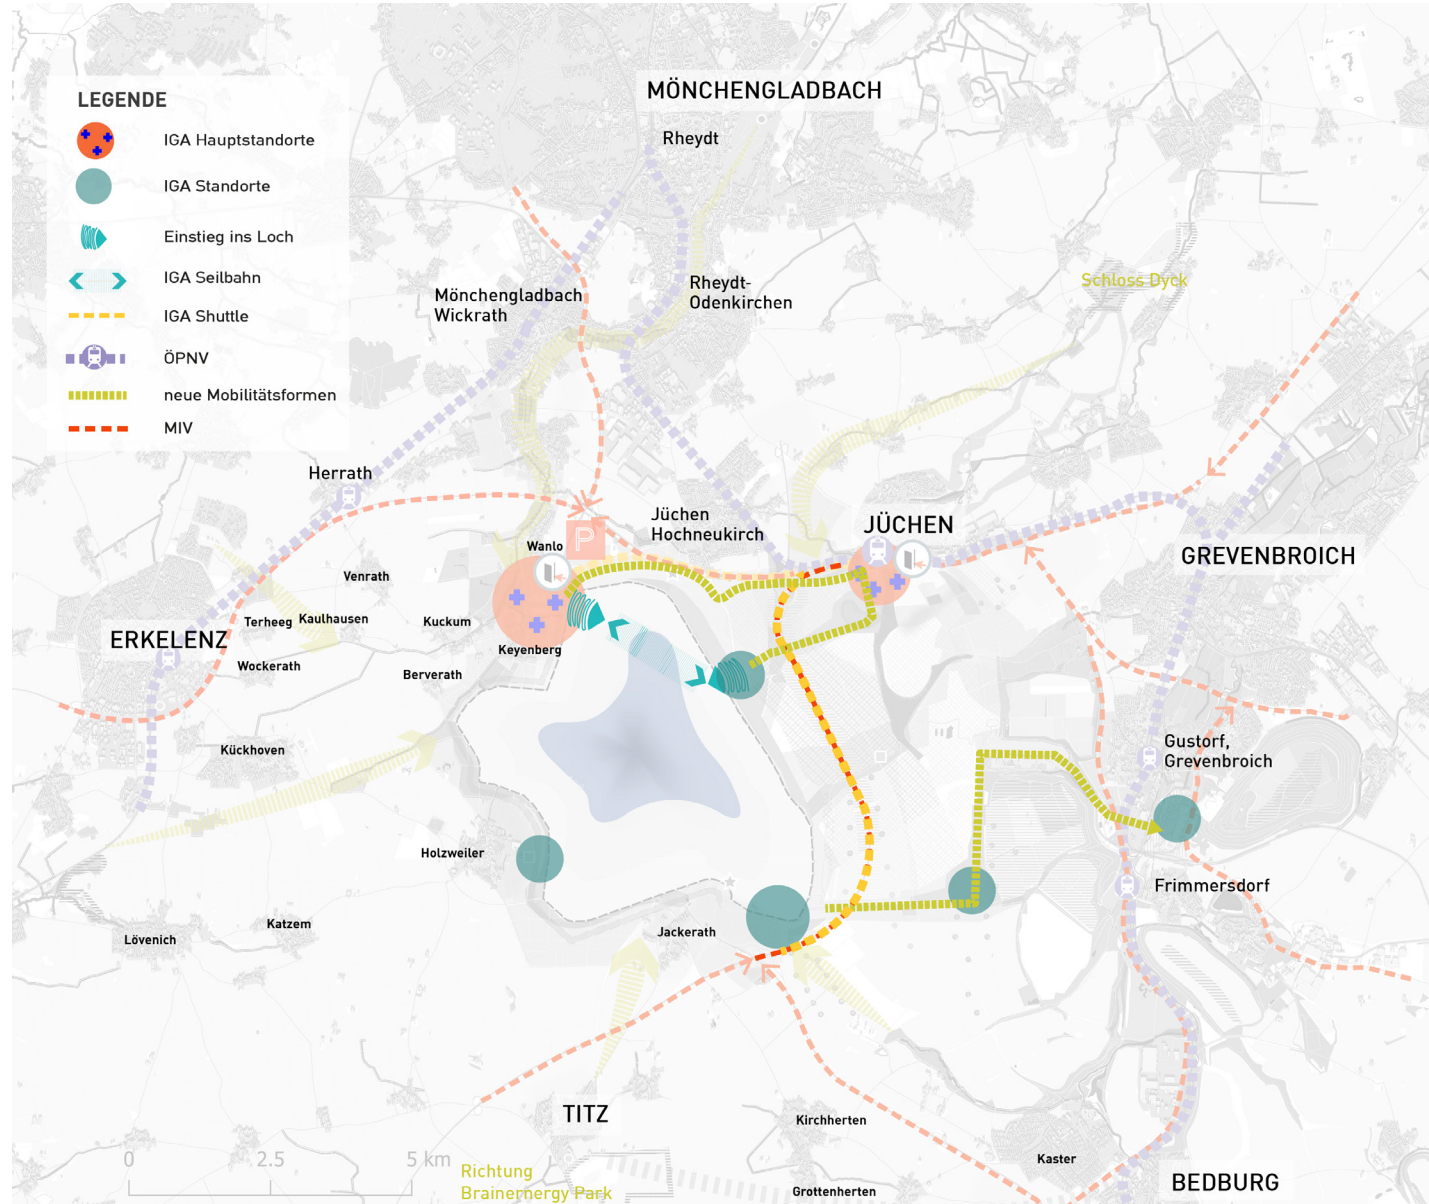 MÖNCHENGLADBACH
LEGENDE
Rheydt
IGA Hauptstandorte
IGA Standorte
Einstieg ins Loch
IGA Seilbahn
IGA Shuttle
ÖPNV
neue Mobilitätsformen
MIV
Schloss Dyck
Rheydt-
Odenkirchen
Mönchengladbach
Wickrath
Herrath
Jüchen
Hochneukirch
JÜCHEN
P
Wanlo
GREVENBROICH
Venrath
Terheeg
Kaulhausen
Kuckum
ERKELENZ
Keyenberg
Wockerath
Berverath
Kückhoven
Gustorf,
Grevenbroich
Holzweiler
Frimmersdorf
Katzem
Lövenich
Jackerath
TITZ
Kirchherten
Kaster
0
2.5
5 km
Richtung
Brainernergy Park
BEDBURG
Grottenherten